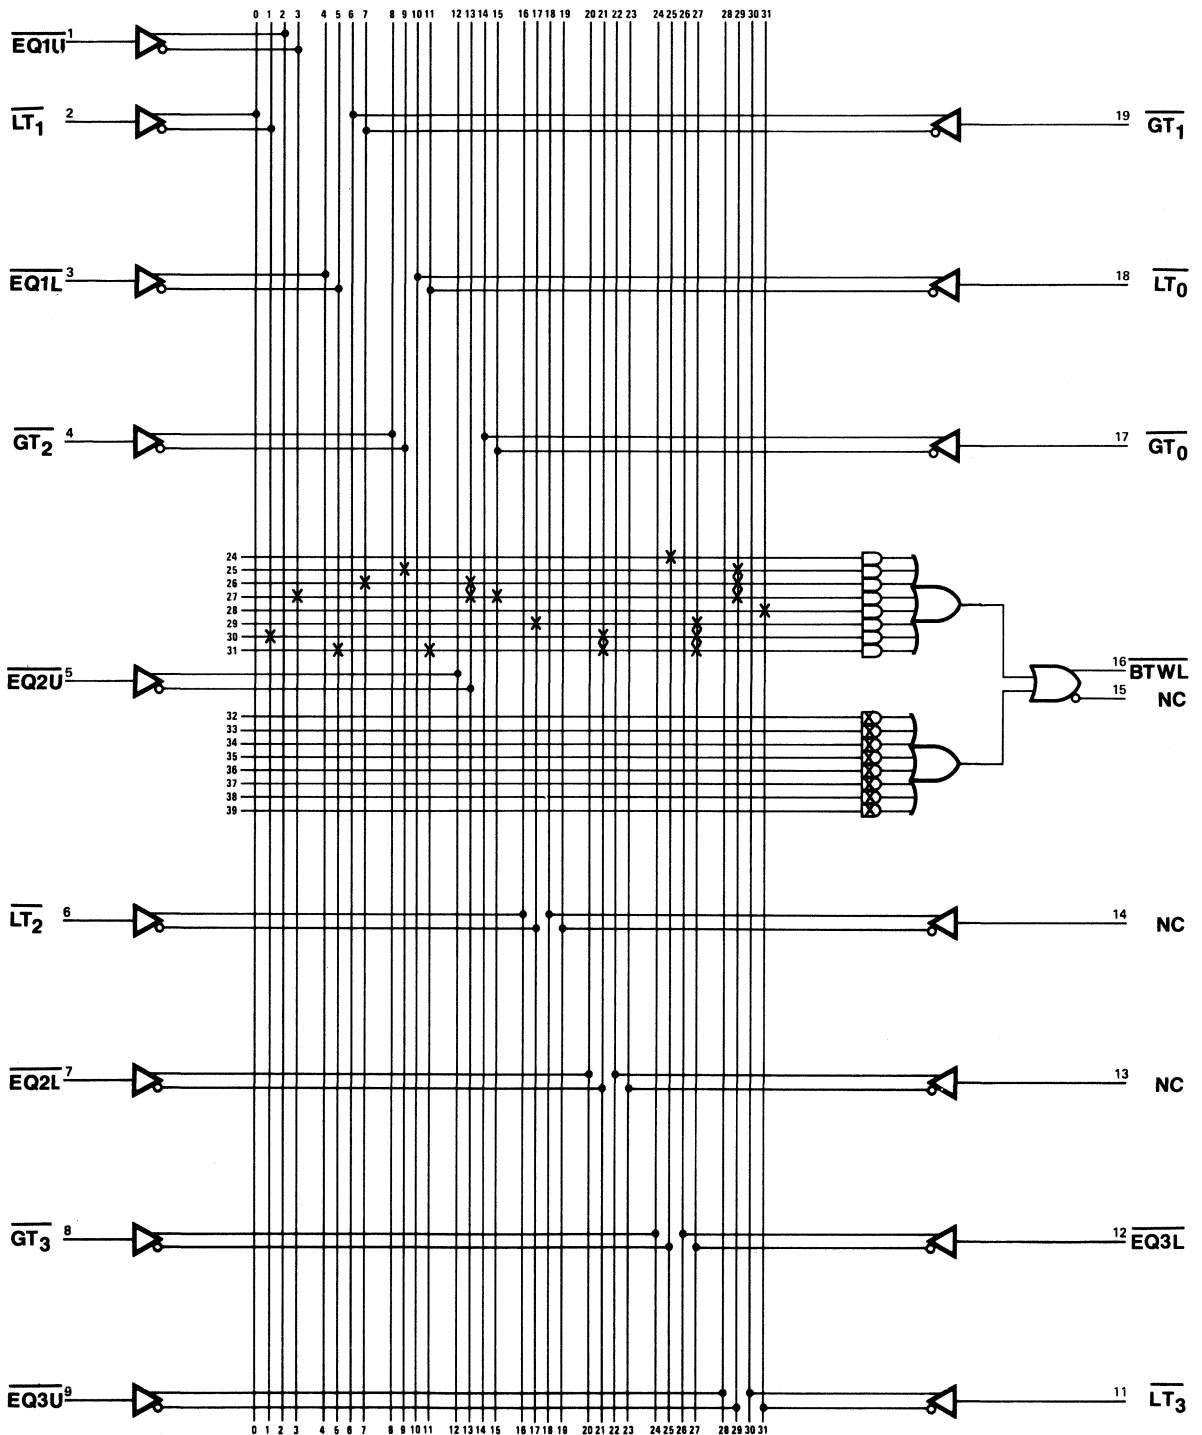 0 1 2 3 4 5 6 7 8 9 10 11 12 13 14 15 16 17 18 19 20 21 22 23 24 25 26 27 28 29 30 31
EQ1U 1
LT1 2
19 GT1
EQ1L 3
18 LT0
GT2 4
17 GT0
24
25
26
27
28
29
30
31
EQ2U 5
16 BTWL
15 NC
32
33
34
35
36
37
38
39
LT2 6
14 NC
EQ2L 7
13 NC
GT3 8
12 EQ3L
EQ3U 9
11 LT3
0 1 2 3 4 5 6 7 8 9 10 11 12 13 14 15 16 17 18 19 20 21 22 23 24 25 26 27 28 29 30 31